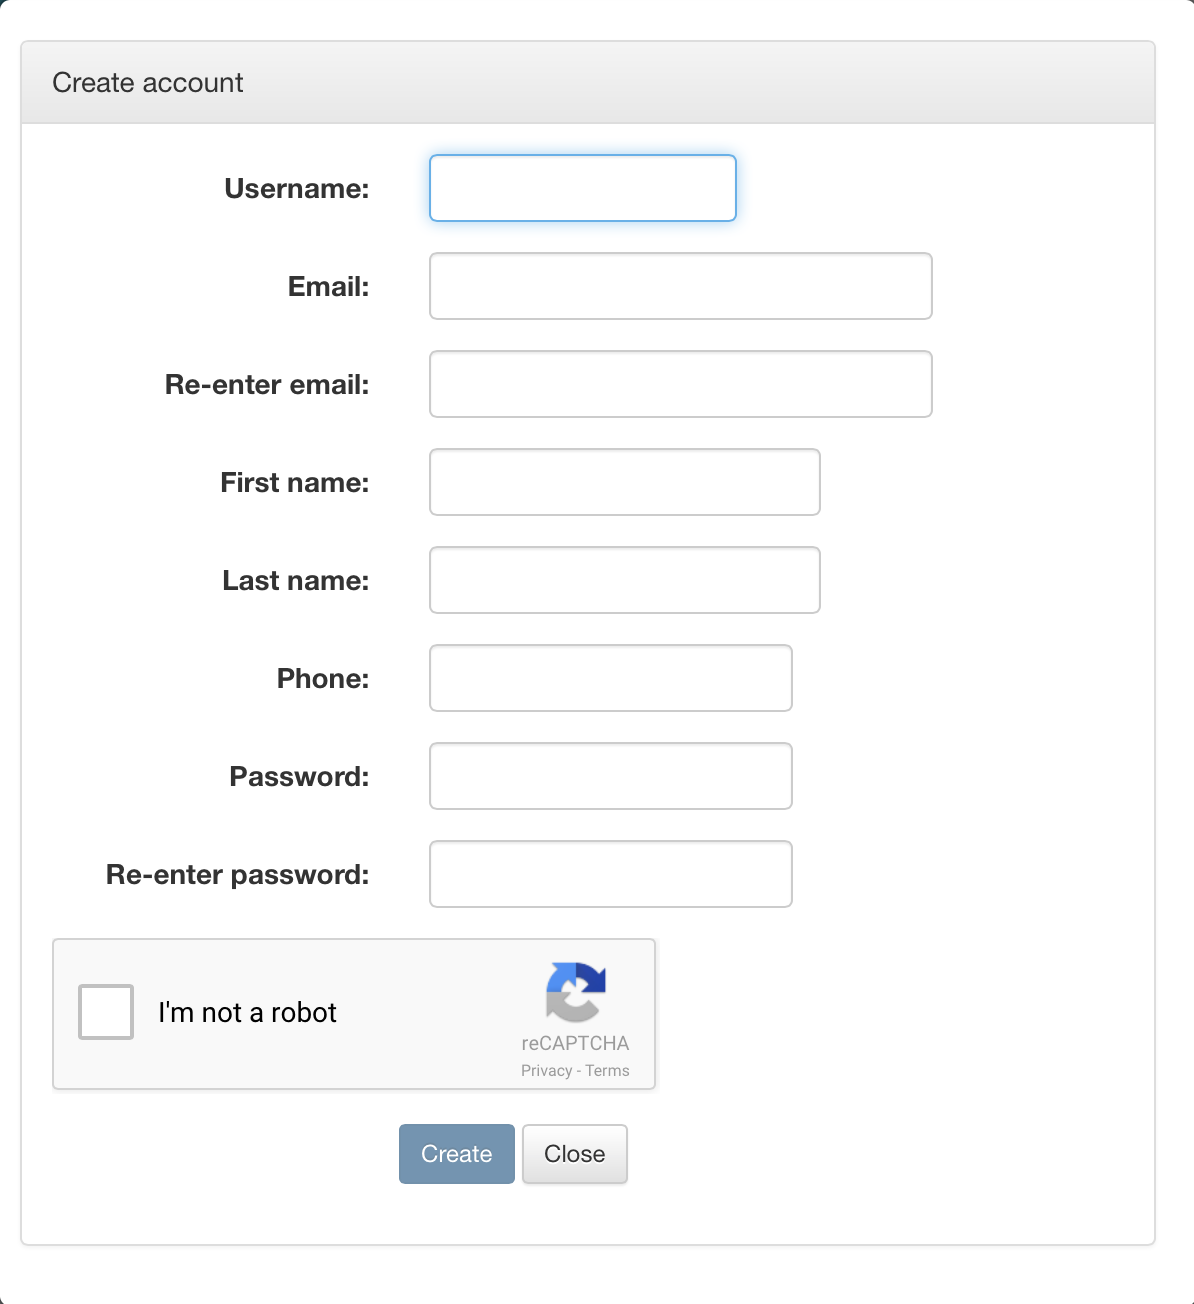 Create account
Username:
Email:
Re-enter email:
First name:
Last name:
Phone:
Password:
Re-enter password:
I'm not a robot
reCAPTCHA
Privacy - Terms
Create Close